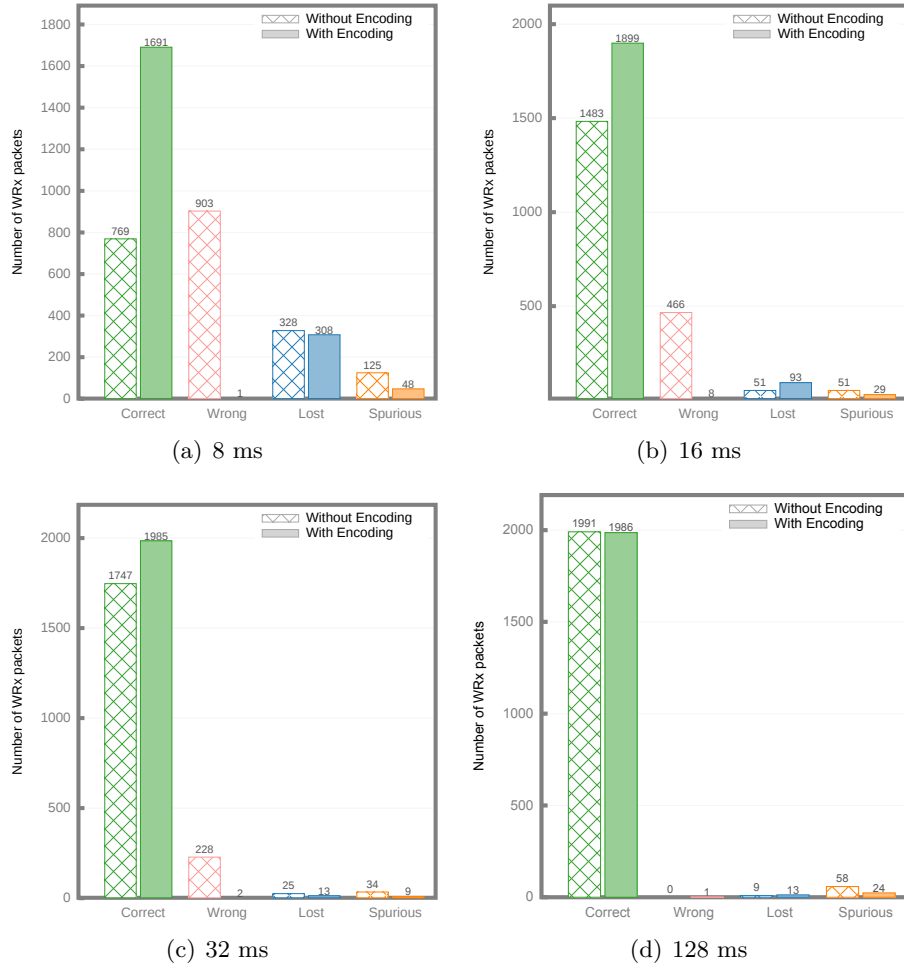 Without Encoding
With Encoding
Number of WRx packets
1800
1600
1400
1200
1000
800
600
400
200
0
769
1691
903
1
328
308
125
48
Correct Wrong Lost Spurious
(a) 8 ms
Without Encoding
With Encoding
Number of WRx packets
2000
1500
1000
500
1483
1899
466
8
51
93
51
29
Correct Wrong Lost Spurious
(b) 16 ms
Without Encoding
With Encoding
Number of WRx packets
2000
1500
1000
500
0
1747
1985
228
2
25
13
34
9
Correct Wrong Lost Spurious
(c) 32 ms
Without Encoding
With Encoding
Number of WRx packets
2000
1500
1000
500
0
1991
1986
0
1
9
13
58
24
Correct Wrong Lost Spurious
(d) 128 ms